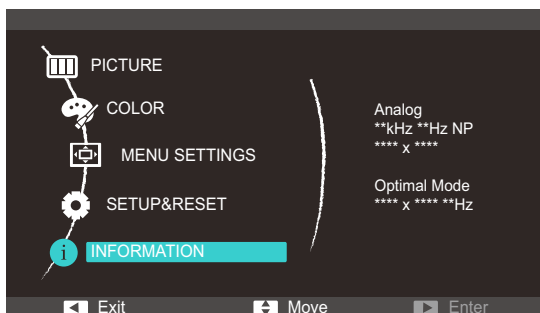 PICTURE
COLOR
MENU SETTINGS
SETUP&RESET
i INFORMATION
Analog
**kHz **Hz NP
**** x ****
Optimal Mode
**** x **** **Hz
Exit Move Enter